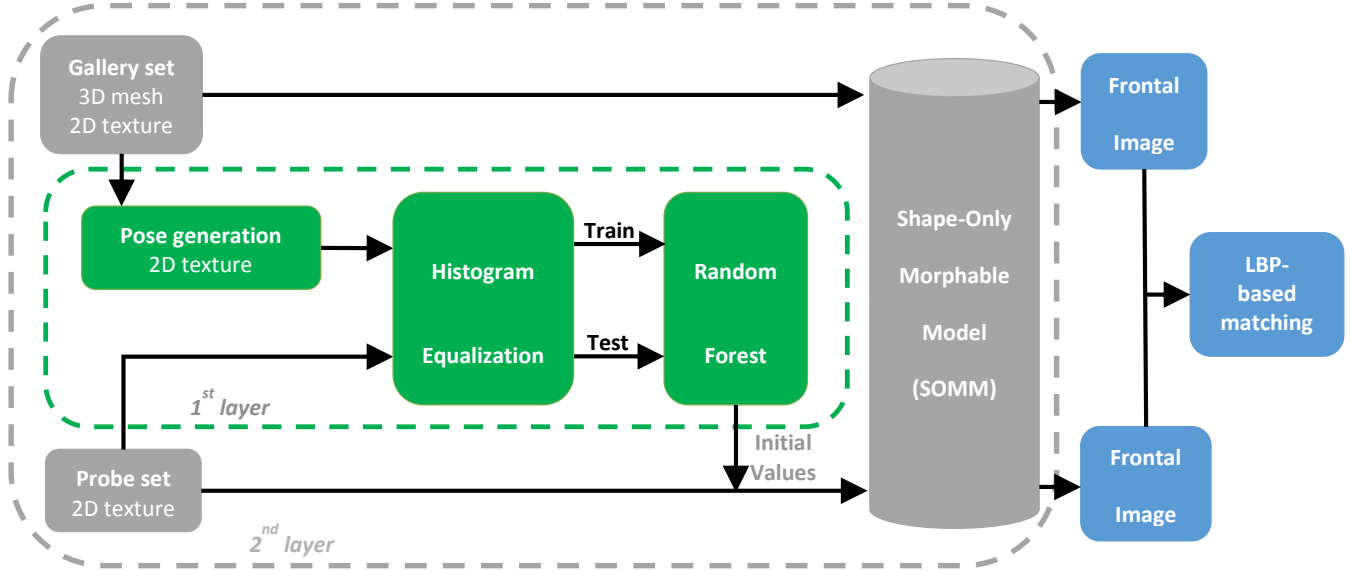 Gallery set
3D mesh
2D texture
Pose generation
2D texture
Histogram
Equalization
Train
Test
Random
Forest
1st layer
Initial
Values
Probe set
2D texture
2nd layer
Shape-Only
Morphable
Model
(SOMM)
Frontal
Image
LBP-
based
matching
Frontal
Image